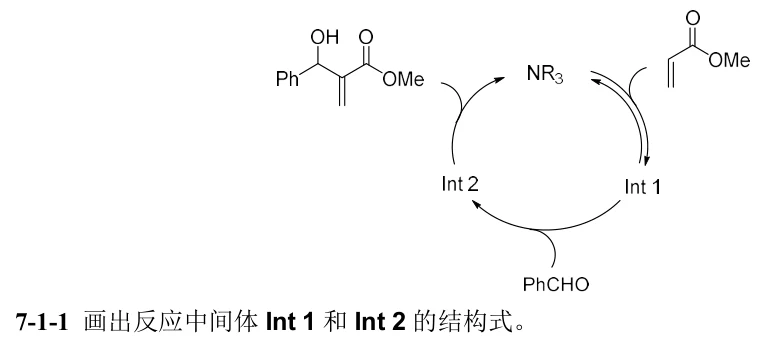 OH
O
Ph
OMe
NR3
O
OMe
Int 2
Int 1
PhCHO
7-1-1 画出反应中间体 Int 1 和 Int 2 的结构式。